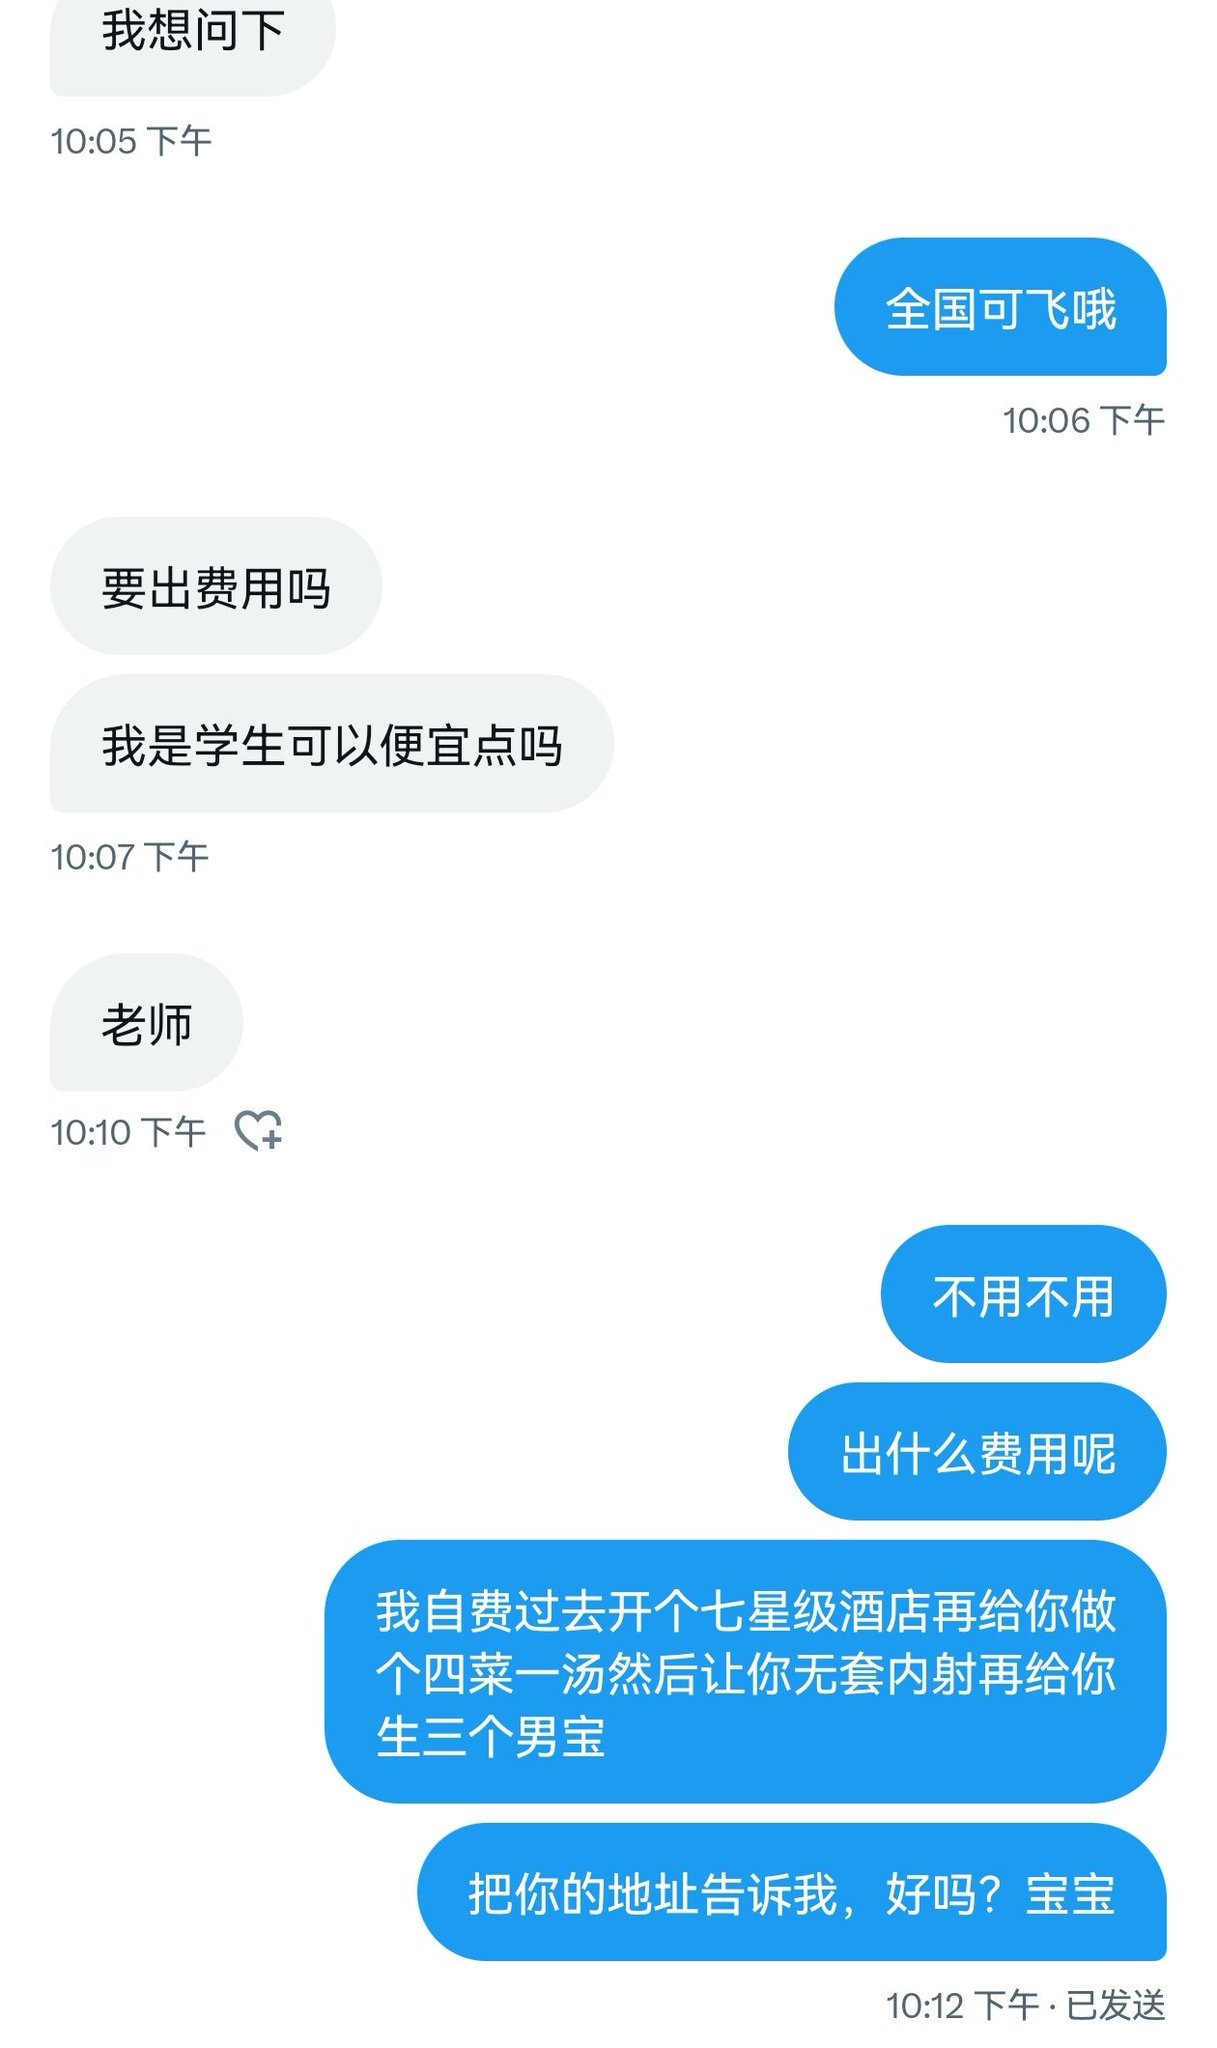 我想问下
10:05 下午
全国可飞哦
10:06 下午
要出费用吗
我是学生可以便宜点吗
10:07 下午
老师
10:10 下午
不用不用
出什么费用呢
我自费过去开个七星级酒店再给你做
个四菜一汤然后让你无套内射再给你
生三个男宝
把你的地址告诉我，好吗？宝宝
10:12 下午 · 已发送